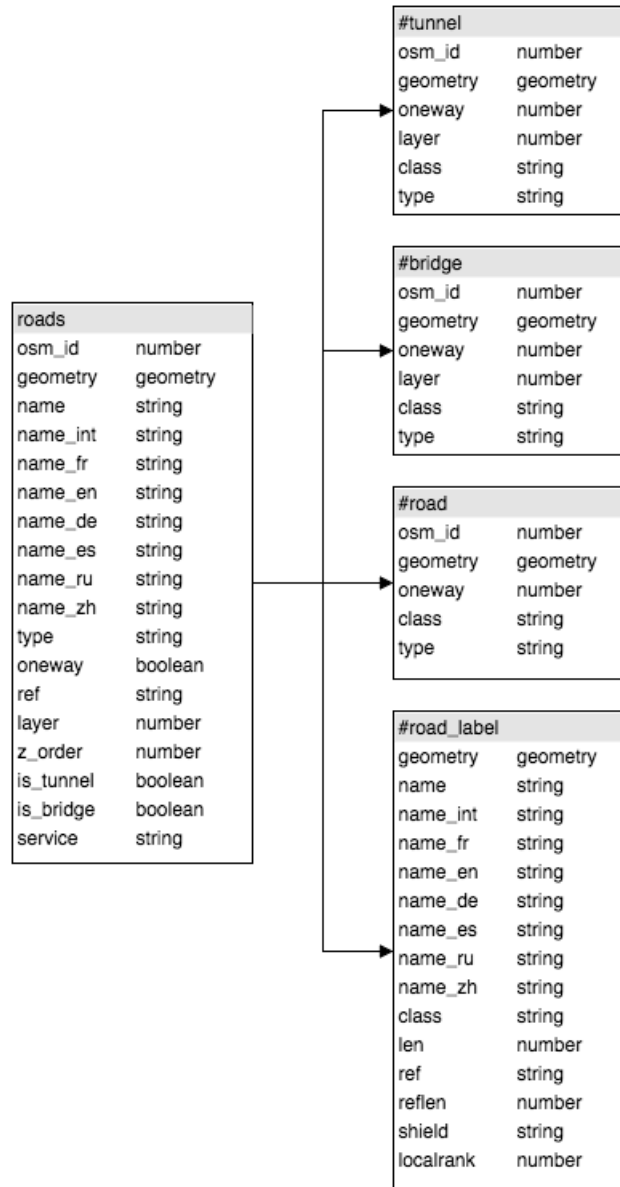 roads
osm_id number
geometry geometry
name string
name_int string
name_fr string
name_en string
name_de string
name_es string
name_ru string
name_zh string
type string
oneway boolean
ref string
layer number
z_order number
is_tunnel boolean
is_bridge boolean
service string
#tunnel
osm_id number
geometry geometry
oneway number
layer number
class string
type string
#bridge
osm_id number
geometry geometry
oneway number
layer number
class string
type string
#road
osm_id number
geometry geometry
oneway number
class string
type string
#road_label
geometry geometry
name string
name_int string
name_fr string
name_en string
name_de string
name_es string
name_ru string
name_zh string
class string
len number
ref string
reflen number
shield string
localrank number